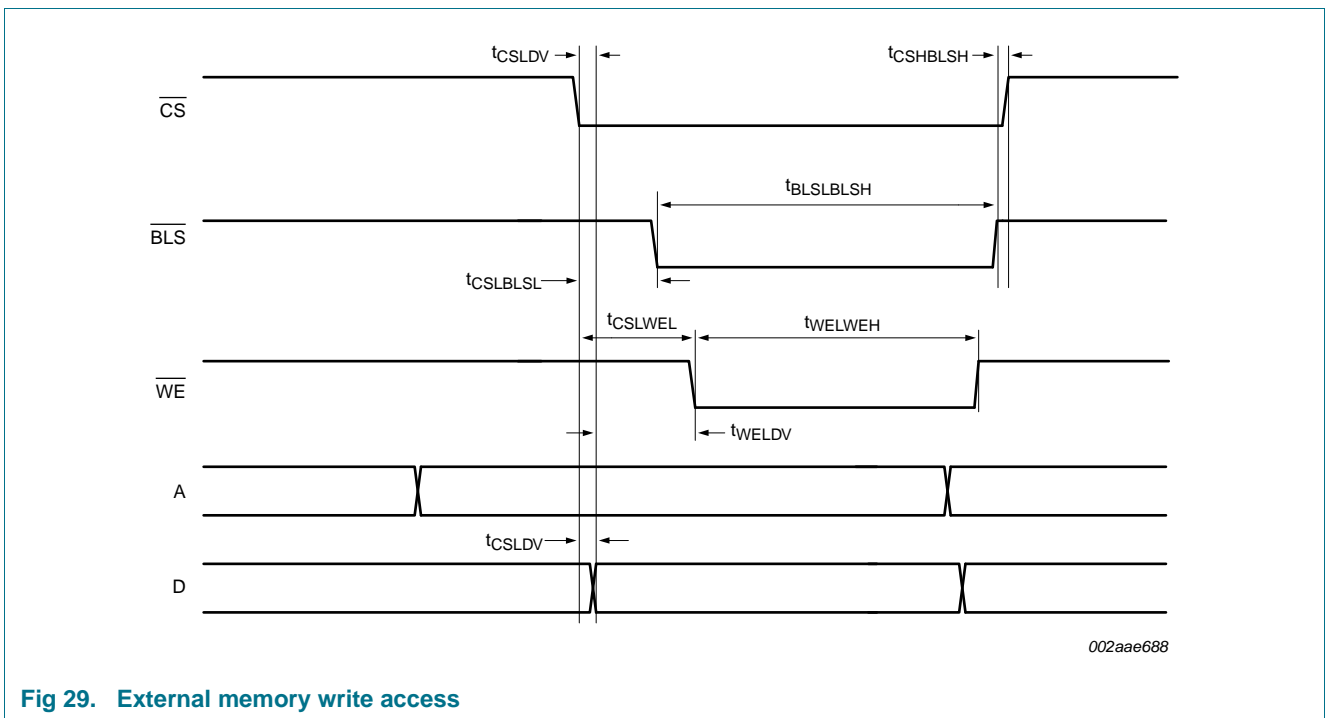 tCSLDV
tCSHBLSH
CS
tBLSLBLSH
BLS
tCSLBLSL
tCSLWEL
tWELWEH
WE
tWELDV
A
tCSLDV
D
002aae688
Fig 29. External memory write access